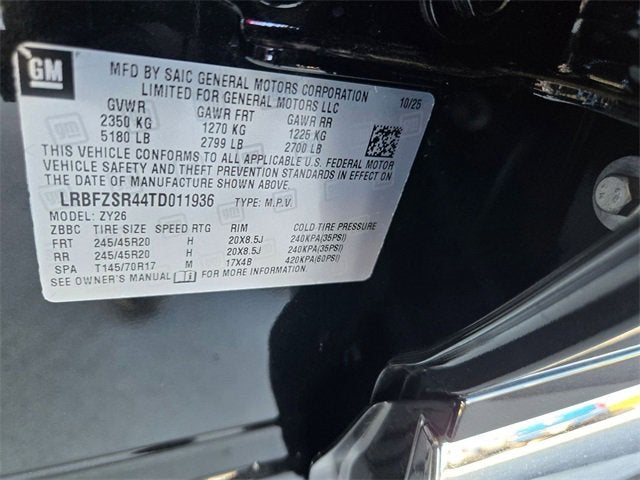 GM
MFD BY SAIC GENERAL MOTORS CORPORATION
LIMITED FOR GENERAL MOTORS LLC
GVWR GAWR FRT GAWR RR 10/25
2350 KG 1270 KG 1225 KG
5180 LB 2799 LB 2700 LB
THIS VEHICLE CONFORMS TO ALL APPLICABLE U.S. FEDERAL MOTOR
VEHICLE SAFETY AND THEFT PREVENTION STANDARDS IN EFFECT ON
THE DATE OF MANUFACTURE SHOWN ABOVE.
LRBFZSR44TD011936 TYPE: M.P.V.
MODEL: ZY26
ZBBC TIRE SIZE SPEED RTG RIM COLD TIRE PRESSURE
FRT 245/45R20 H 20X8.5J 240KPA(35PSI)
RR 245/45R20 H 20X8.5J 240KPA(35PSI)
SPA T145/70R17 M 17X4B 420KPA(60PSI)
SEE OWNER'S MANUAL FOR MORE INFORMATION